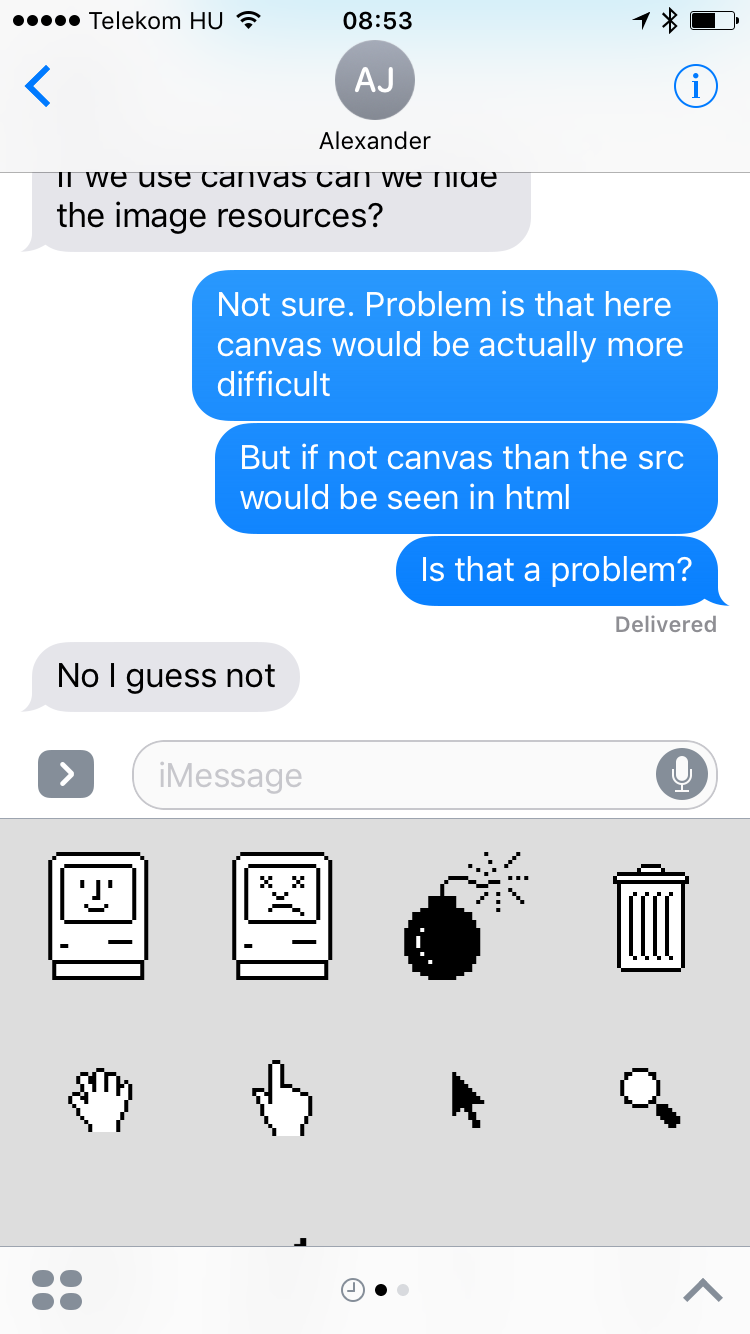 Telekom HU 08:53
AJ
i
Alexander
If we use canvas can we hide
the image resources?
Not sure. Problem is that here
canvas would be actually more
difficult
But if not canvas than the src
would be seen in html
Is that a problem?
Delivered
No I guess not
iMessage